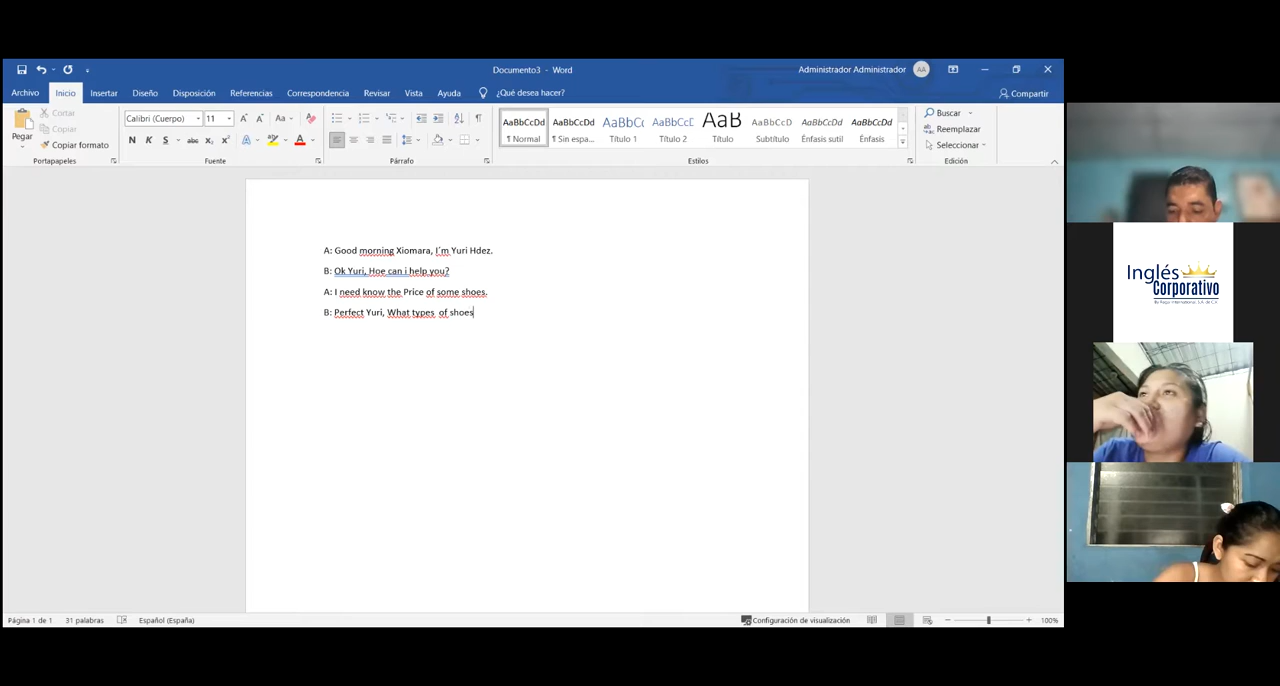 Documento3 - Word
Administrador Administrador
AA
Archivo
Inicio
Insertar
Diseño
Disposición
Referencias
Correspondencia
Revisar
Vista
Ayuda
¿Qué desea hacer?
Compartir
Pegar
Cortar
Copiar
Copiar formato
Portapapeles
Calibri (Cuerpo)
11
Fuente
Párrafo
AaBbCcDd
¶ Normal
AaBbCcDd
¶ Sin espa...
AaBbCc
Título 1
AaBbCcD
Título 2
AaB
Título
AaBbCcD
Subtítulo
AaBbCcDd
Énfasis sutil
AaBbCcDd
Énfasis
Estilos
Buscar
Reemplazar
Seleccionar
Edición
A: Good morning Xiomara, I´m Yuri Hdez.
B: Ok Yuri, Hoe can i help you?
A: I need know the Price of some shoes.
B: Perfect Yuri, What types of shoes
Página 1 de 1
31 palabras
Español (España)
Configuración de visualización
100%
Inglés
Corporativo